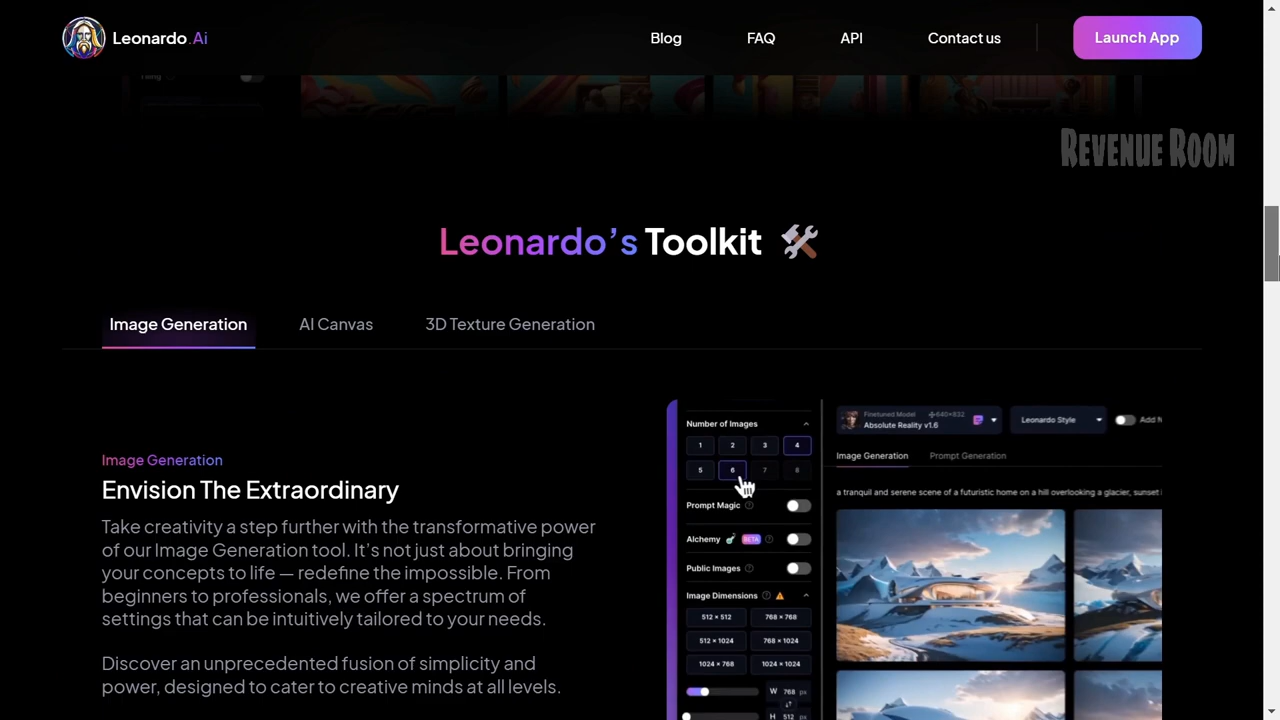 Leonardo.Ai
Blog
FAQ
API
Contact us
Launch App
REVENUE ROOM
Leonardo's Toolkit
Image Generation
AI Canvas
3D Texture Generation
Image Generation
Envision The Extraordinary
Take creativity a step further with the transformative power
of our Image Generation tool. It's not just about bringing
your concepts to life — redefine the impossible. From
beginners to professionals, we offer a spectrum of
settings that can be intuitively tailored to your needs.
Discover an unprecedented fusion of simplicity and
power, designed to cater to creative minds at all levels.
Number of Images
1 2 3 4
5 6 7 8
Prompt Magic
Alchemy BETA
Public Images
Image Dimensions
512 × 512 768 × 768
512 × 1024 768 × 1024
1024 × 768 1024 × 1024
W 768 px
H 512 px
Finetuned Model 640×832
Absolute Reality v1.6
Leonardo Style
Add
Image Generation
Prompt Generation
a tranquil and serene scene of a futuristic home on a hill overlooking a glacier, sunset